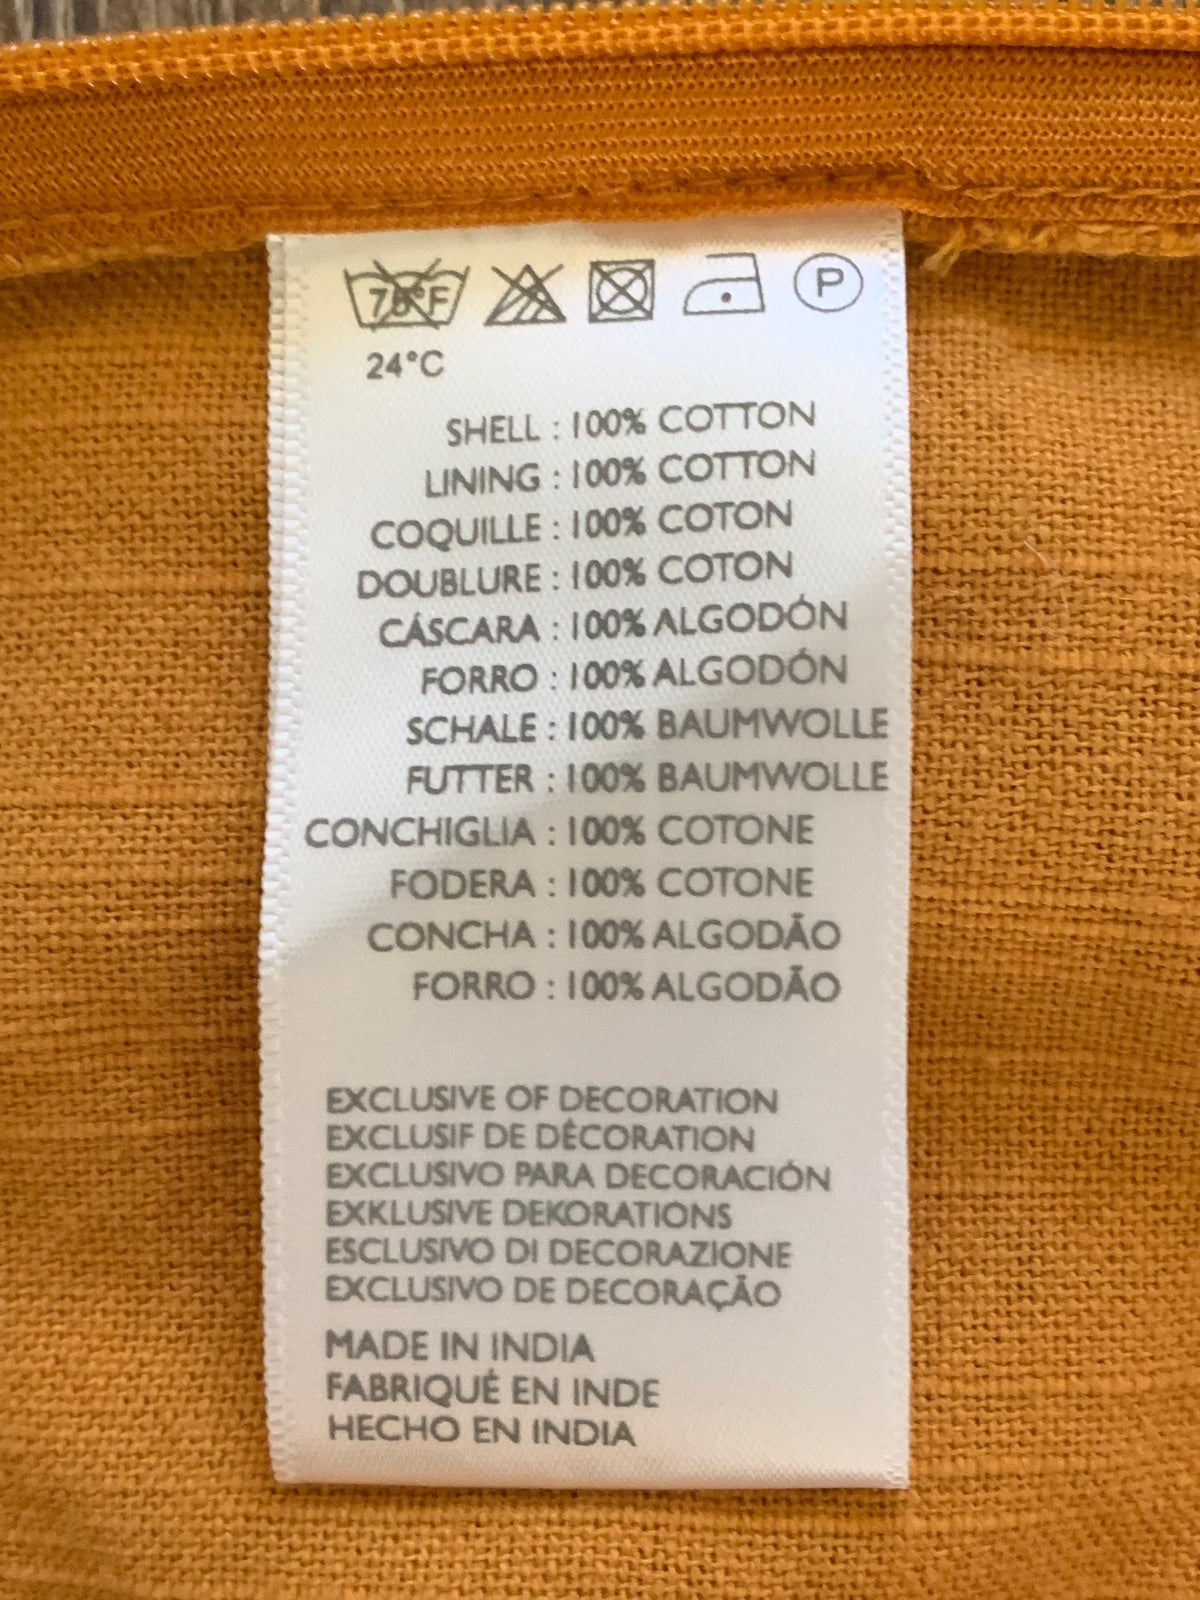 75°F P
24°C
SHELL : 100% COTTON
LINING : 100% COTTON
COQUILLE : 100% COTON
DOUBLURE : 100% COTON
CÁSCARA : 100% ALGODÓN
FORRO : 100% ALGODÓN
SCHALE : 100% BAUMWOLLE
FUTTER : 100% BAUMWOLLE
CONCHIGLIA : 100% COTONE
FODERA : 100% COTONE
CONCHA : 100% ALGODÃO
FORRO : 100% ALGODÃO
EXCLUSIVE OF DECORATION
EXCLUSIF DE DÉCORATION
EXCLUSIVO PARA DECORACIÓN
EXKLUSIVE DEKORATIONS
ESCLUSIVO DI DECORAZIONE
EXCLUSIVO DE DECORAÇÃO
MADE IN INDIA
FABRIQUÉ EN INDE
HECHO EN INDIA